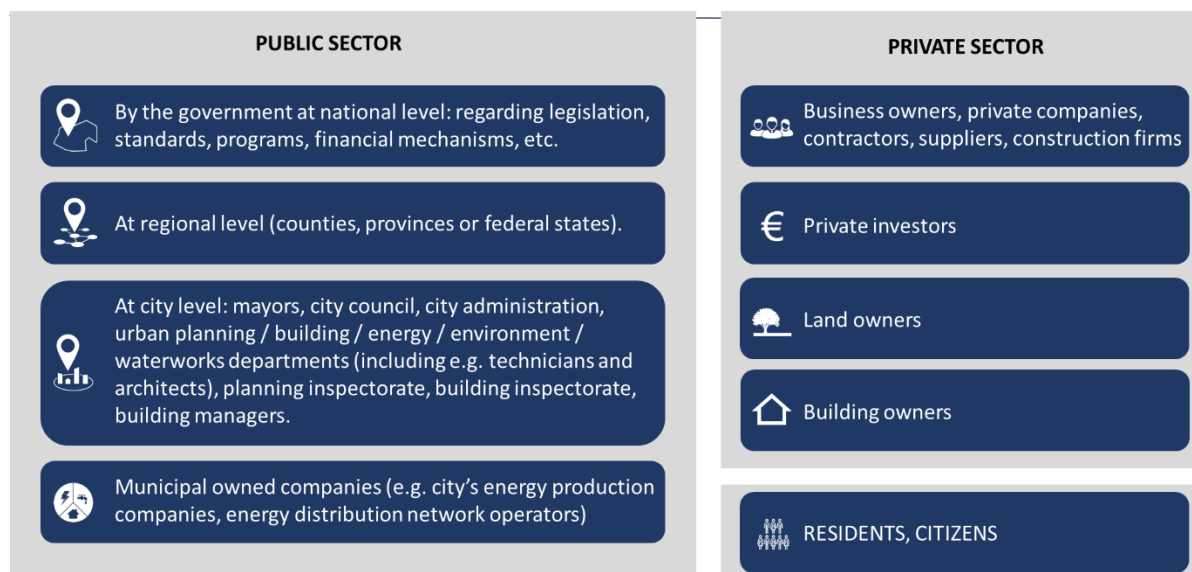 PUBLIC SECTOR
By the government at national level: regarding legislation,
standards, programs, financial mechanisms, etc.
At regional level (counties, provinces or federal states).
At city level: mayors, city council, city administration,
urban planning / building / energy / environment /
waterworks departments (including e.g. technicians and
architects), planning inspectorate, building inspectorate,
building managers.
Municipal owned companies (e.g. city’s energy production
companies, energy distribution network operators)
PRIVATE SECTOR
Business owners, private companies,
contractors, suppliers, construction firms
€
Private investors
Land owners
Building owners
RESIDENTS, CITIZENS